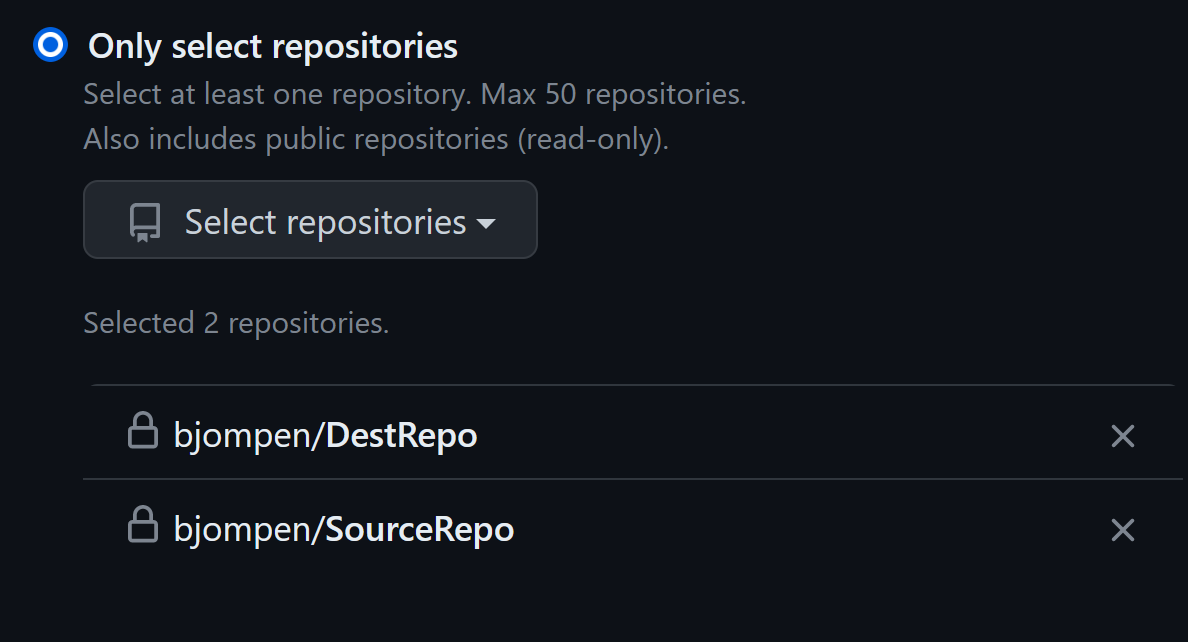 Only select repositories
Select at least one repository. Max 50 repositories.
Also includes public repositories (read-only).
Select repositories
Selected 2 repositories.
bjompen/DestRepo
bjompen/SourceRepo